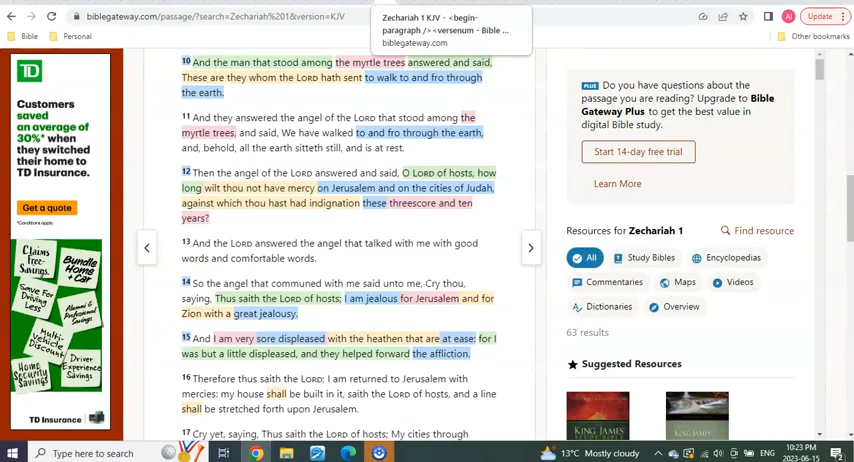 Zechariah 1 KJV - <begin-
paragraph /><versenum - Bible ...
biblegateway.com
biblegateway.com/passage/?search=Zechariah%201&version=KJV
AI
Update
Bible
Personal
Other bookmarks
10 And the man that stood among the myrtle trees answered and said,
These are they whom the LORD hath sent to walk to and fro through
the earth.
11 And they answered the angel of the LORD that stood among the
myrtle trees, and said, We have walked to and fro through the earth,
and, behold, all the earth sitteth still, and is at rest.
12 Then the angel of the LORD answered and said, O LORD of hosts, how
long wilt thou not have mercy on Jerusalem and on the cities of Judah,
against which thou hast had indignation these threescore and ten
years?
13 And the LORD answered the angel that talked with me with good
words and comfortable words.
14 So the angel that communed with me said unto me, Cry thou,
saying, Thus saith the LORD of hosts; I am jealous for Jerusalem and for
Zion with a great jealousy.
15 And I am very sore displeased with the heathen that are at ease: for I
was but a little displeased, and they helped forward the affliction.
16 Therefore thus saith the LORD; I am returned to Jerusalem with
mercies: my house shall be built in it, saith the LORD of hosts, and a line
shall be stretched forth upon Jerusalem.
17 Cry yet, saying, Thus saith the LORD of hosts; My cities through
TD
Customers
saved
an average of
30%* when
they switched
their home to
TD Insurance.
Get a quote
*Conditions apply.
Claims
Free-
Savings.
Bundle
Home
+Car
Save For
Driving
Less
Alumni &
Professional
Savings
Multi-
Vehicle
Discount
Home
Security
Savings
Driver
Experience
Savings
TD Insurance
PLUS Do you have questions about the
passage you are reading? Upgrade to Bible
Gateway Plus to get the best value in
digital Bible study.
Start 14-day free trial
Learn More
Resources for Zechariah 1
Find resource
All
Study Bibles
Encyclopedias
Commentaries
Maps
Videos
Dictionaries
Overview
63 results
Suggested Resources
KING JAMES
KING JAMES
Type here to search
13°C Mostly cloudy
ENG
10:23 PM
2023-06-15
2